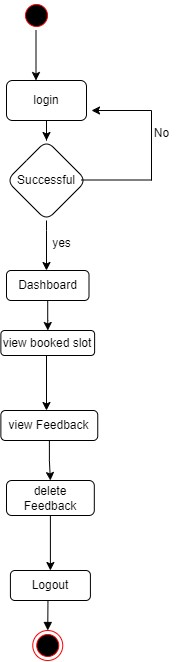 login
No
Successful
yes
Dashboard
view booked slot
view Feedback
delete
Feedback
Logout